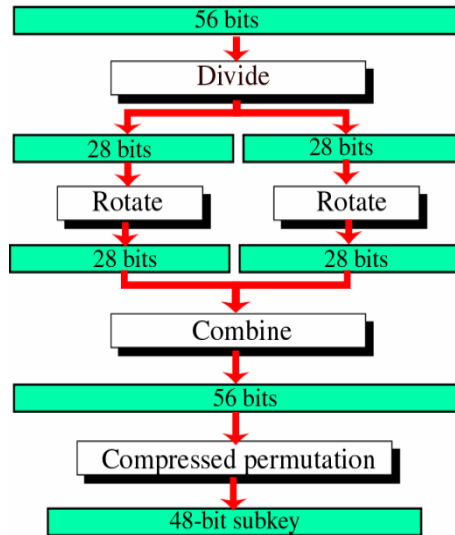 56 bits
Divide
28 bits 28 bits
Rotate Rotate
28 bits 28 bits
Combine
56 bits
Compressed permutation
48-bit subkey